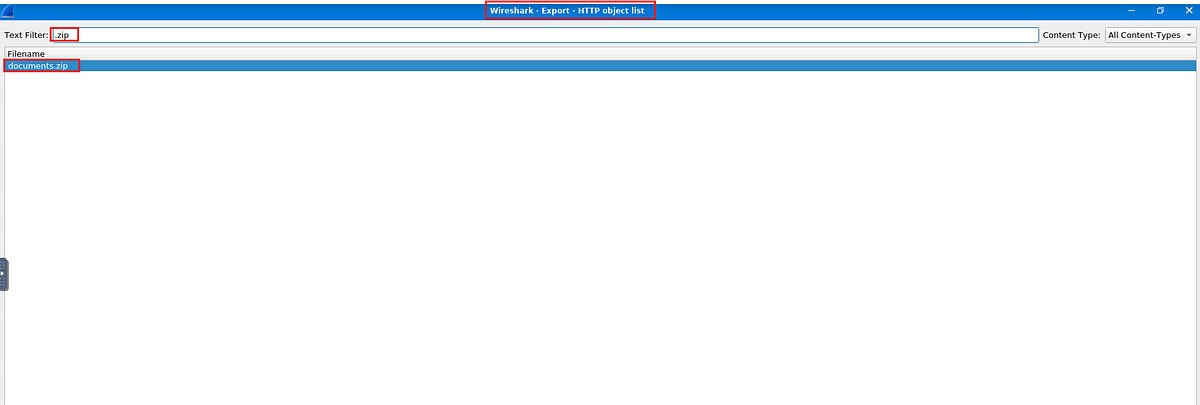 Wireshark · Export · HTTP object list
Text Filter: .zip Content Type: All Content-Types
Filename
documents.zip